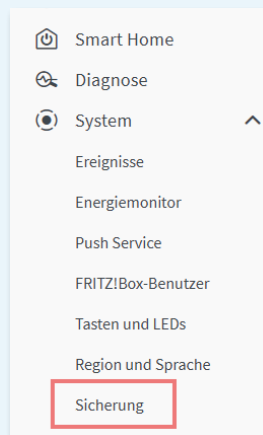 Smart Home
Diagnose
System
Ereignisse
Energiemonitor
Push Service
FRITZ!Box-Benutzer
Tasten und LEDs
Region und Sprache
Sicherung